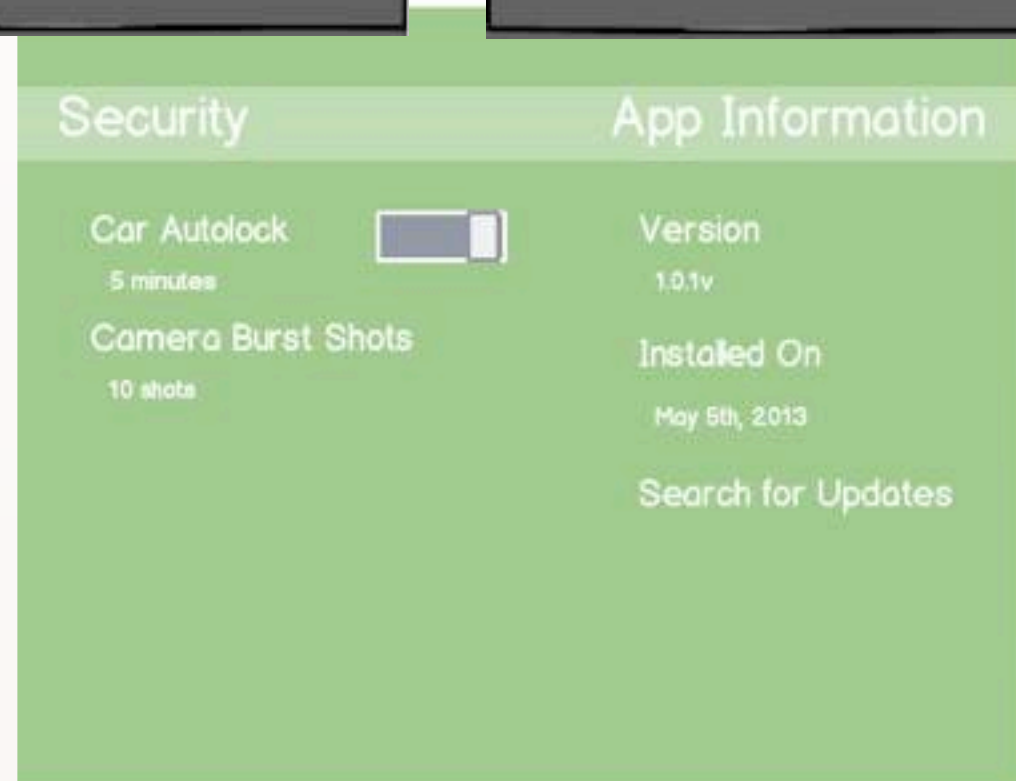 Security
Car Autolock
5 minutes
Camera Burst Shots
10 shots
App Information
Version
1.0.1v
Installed On
May 5th, 2013
Search for Updates